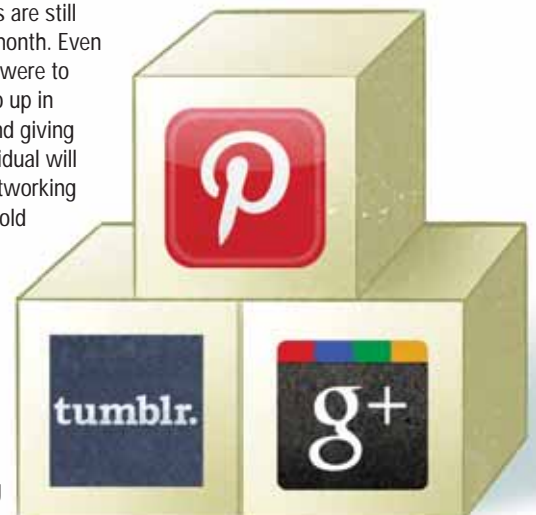 s are still
month. Even
were to
up in
nd giving
idual will
tworking
old
tumblr.
g+